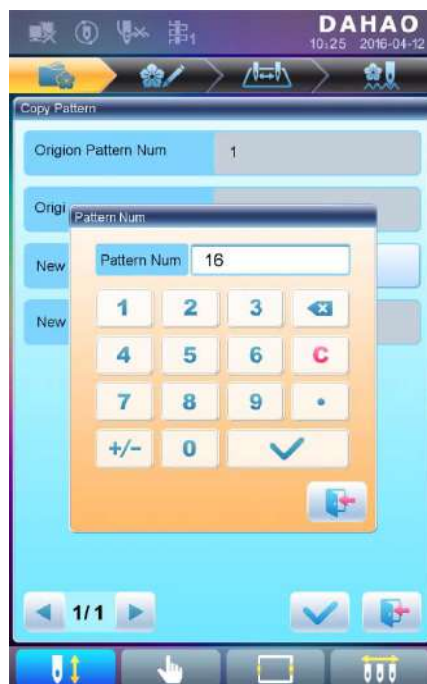 DAHAO
1
10:25 2016-04-12
Copy Pattern
Origion Pattern Num 1
Origi
Pattern Num
New
Pattern Num 16
New
1 2 3
4 5 6 C
7 8 9 •
+/- 0
1/1